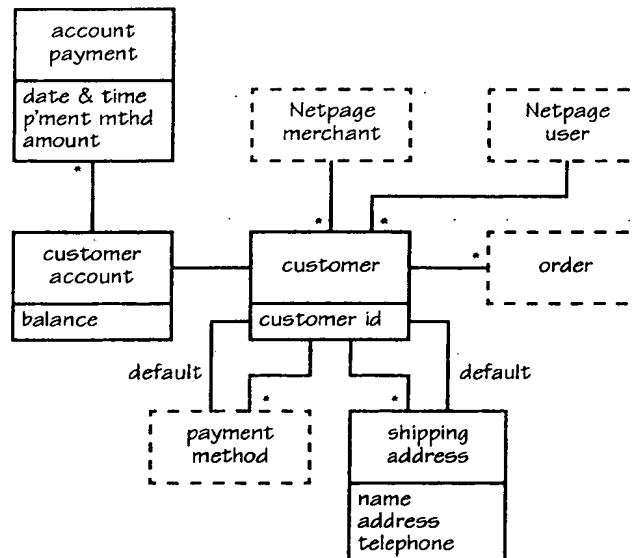 account
payment
date & time
p'ment mthd
amount
Netpage
merchant
Netpage
user
*
*
*
customer
account
balance
customer
customer id
*
order
default
default
*
*
payment
method
shipping
address
name
address
telephone